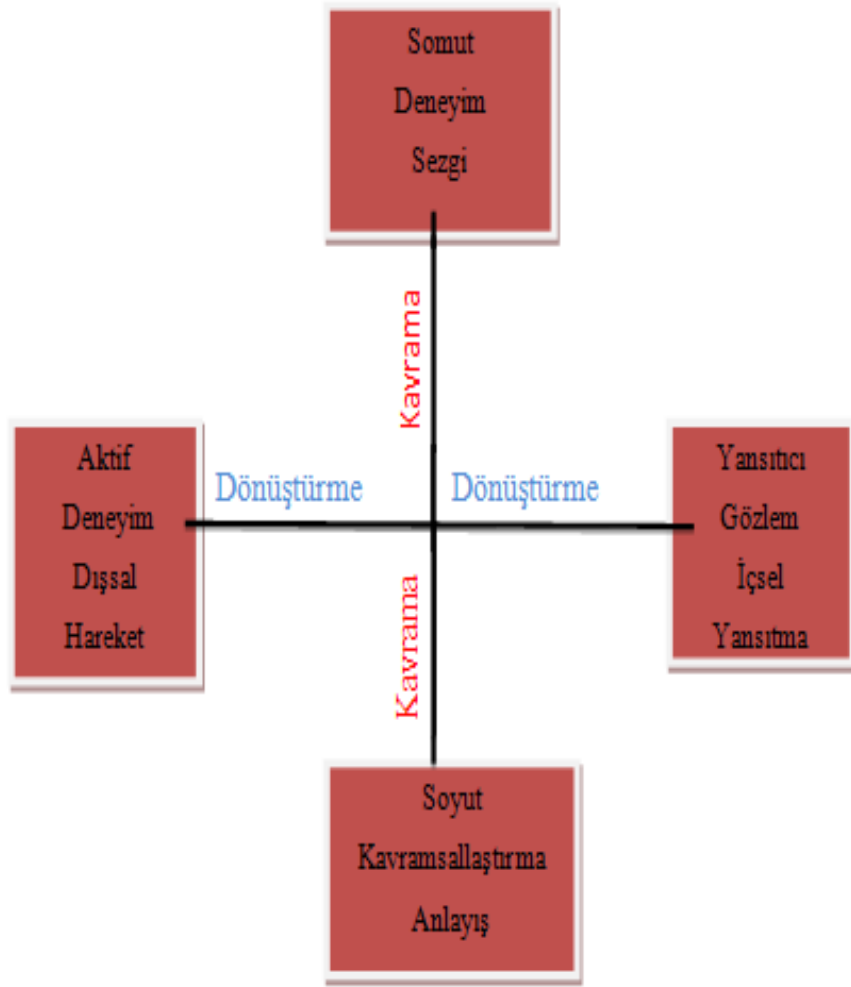 Somut
Deneyim
Sezgi
Kavrama
Aktif
Deneyim
Dışsal
Hareket
Dönüştürme
Dönüştürme
Yansıtıcı
Gözlem
İçsel
Yansıtma
Kavrama
Soyut
Kavramsallaştırma
Anlayış